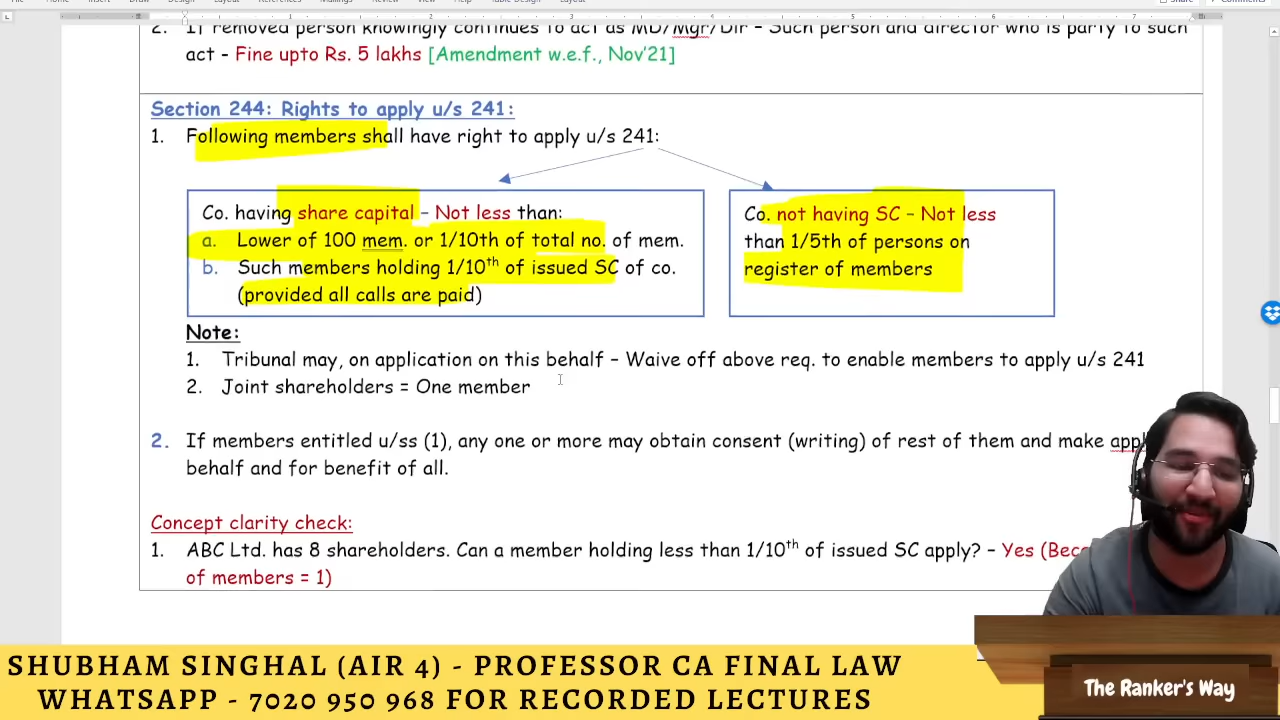 2. If removed person knowingly continues to act as MD/Mgr/Dir – Such person and director who is party to such
act - Fine upto Rs. 5 lakhs [Amendment w.e.f., Nov'21]
Section 244: Rights to apply u/s 241:
1. Following members shall have right to apply u/s 241:
Co. having share capital – Not less than:
a. Lower of 100 mem. or 1/10th of total no. of mem.
b. Such members holding 1/10th of issued SC of co.
(provided all calls are paid)
Co. not having SC – Not less
than 1/5th of persons on
register of members
Note:
1. Tribunal may, on application on this behalf – Waive off above req. to enable members to apply u/s 241
2. Joint shareholders = One member
2. If members entitled u/ss (1), any one or more may obtain consent (writing) of rest of them and make
behalf and for benefit of all.
Concept clarity check:
1. ABC Ltd. has 8 shareholders. Can a member holding less than 1/10th of issued SC apply? – Yes
of members = 1)
SHUBHAM SINGHAL (AIR 4) - PROFESSOR CA FINAL LAW
WHATSAPP - 7020 950 968 FOR RECORDED LECTURES
The Ranker's Way